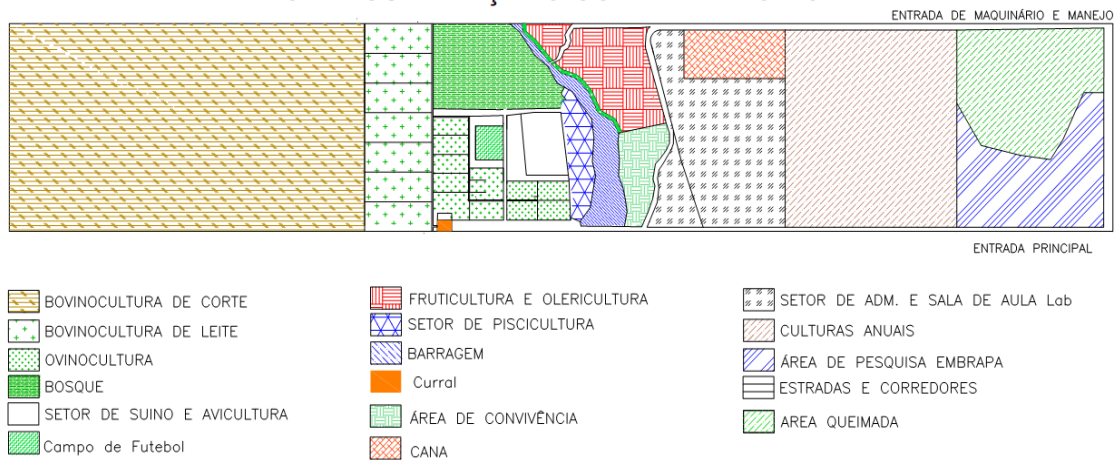 ENTRADA DE MAQUINÁRIO E MANEJO
ENTRADA PRINCIPAL
BOVINOCULTURA DE CORTE
BOVINOCULTURA DE LEITE
OVINOCULTURA
BOSQUE
SETOR DE SUINO E AVICULTURA
Campo de Futebol
FRUTICULTURA E OLERICULTURA
SETOR DE PISCICULTURA
BARRAGEM
Curral
ÁREA DE CONVIVÊNCIA
CANA
SETOR DE ADM. E SALA DE AULA Lab
CULTURAS ANUAIS
ÁREA DE PESQUISA EMBRAPA
ESTRADAS E CORREDORES
AREA QUEIMADA